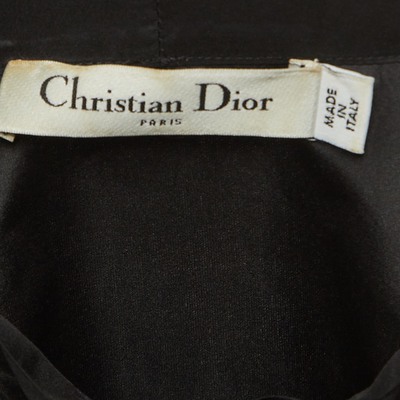 Christian Dior
PARIS
MADE
IN
ITALY